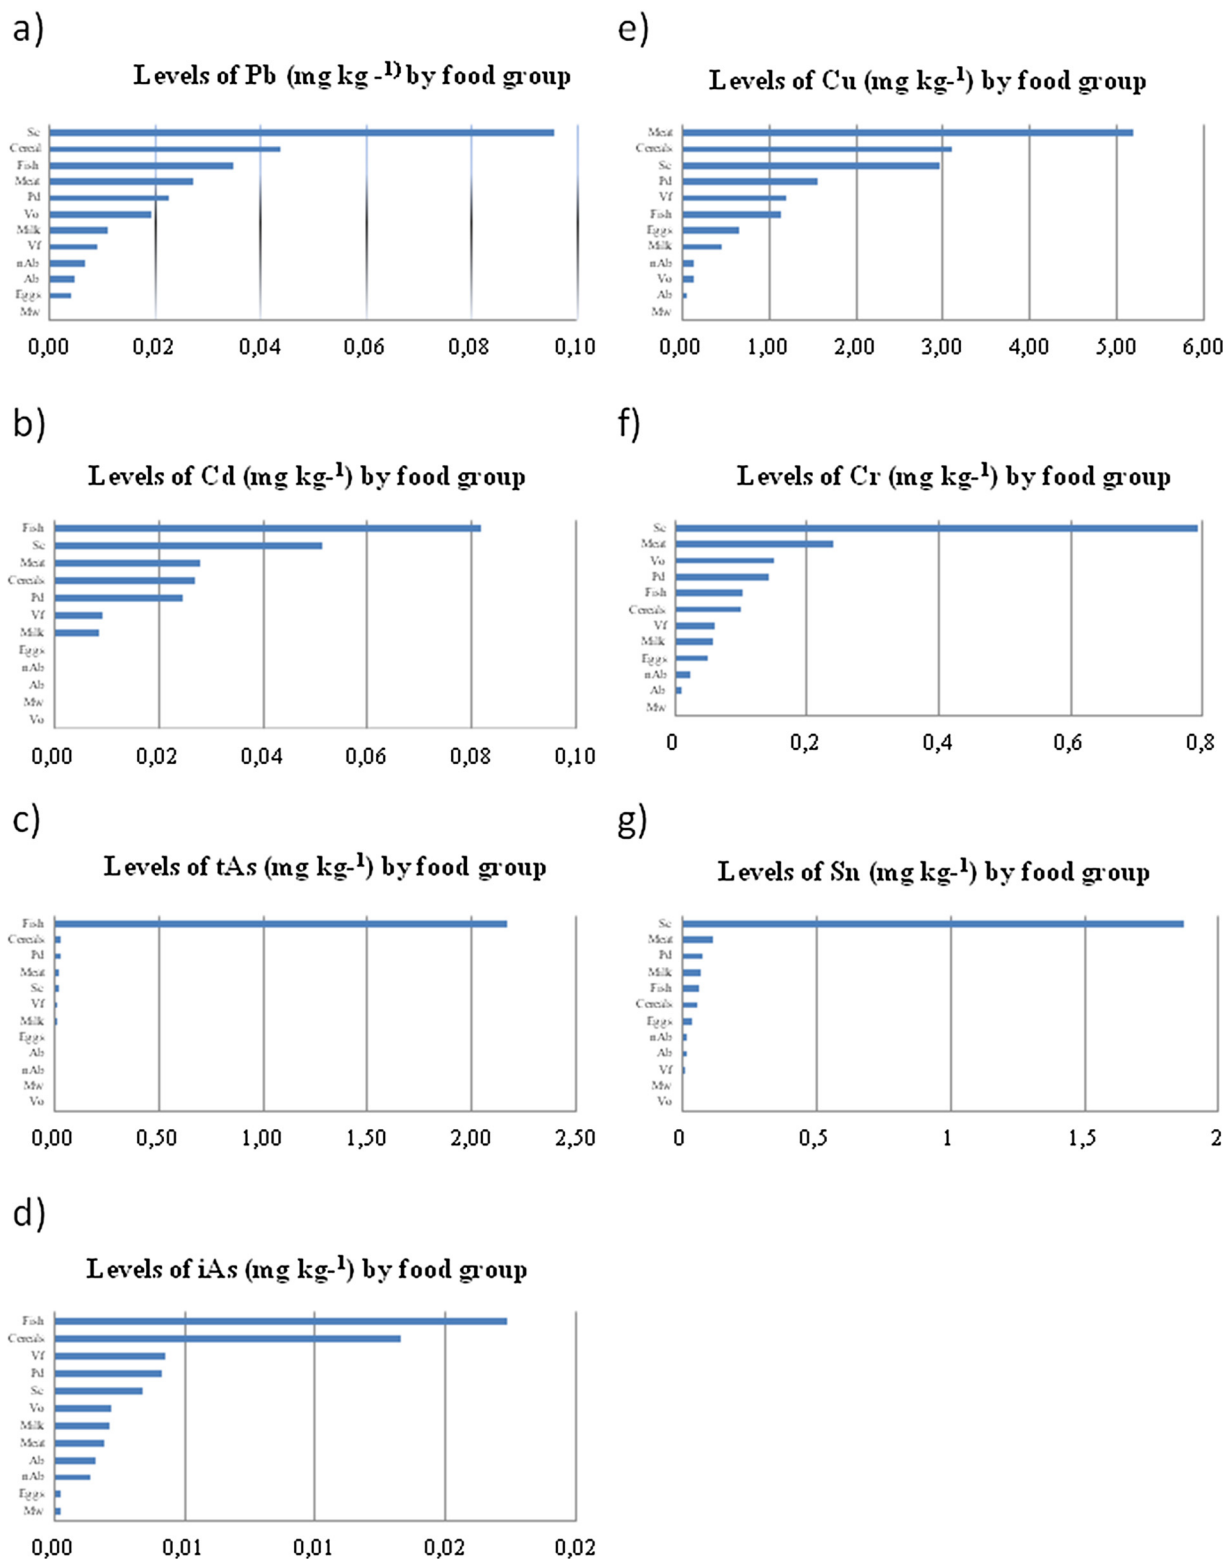 a)
Levels of Pb (mg kg -1) by food group
Sc
Cereal
Fish
Meat
Pd
Vo
Milk
Vf
nAb
Ab
Eggs
Mw
0,00 0,02 0,04 0,06 0,08 0,10
b)
Levels of Cd (mg kg-1) by food group
Fish
Sc
Meat
Cereals
Pd
Vf
Milk
Eggs
nAb
Ab
Mw
Vo
0,00 0,02 0,04 0,06 0,08 0,10
c)
Levels of tAs (mg kg-1) by food group
Fish
Cereals
Pd
Meat
Sc
Vf
Milk
Eggs
Ab
nAb
Mw
Vo
0,00 0,50 1,00 1,50 2,00 2,50
d)
Levels of iAs (mg kg-1) by food group
Fish
Cereals
Vf
Pd
Sc
Vo
Milk
Meat
Ab
nAb
Eggs
Mw
0,00 0,01 0,01 0,02 0,02
e)
Levels of Cu (mg kg-1) by food group
Meat
Cereals
Sc
Pd
Vf
Fish
Eggs
Milk
nAb
Vo
Ab
Mw
0,00 1,00 2,00 3,00 4,00 5,00 6,00
f)
Levels of Cr (mg kg-1) by food group
Sc
Meat
Vo
Pd
Fish
Cereals
Vf
Milk
Eggs
nAb
Ab
Mw
0 0,2 0,4 0,6 0,8
g)
Levels of Sn (mg kg-1) by food group
Sc
Meat
Pd
Milk
Fish
Cereals
Eggs
nAb
Ab
Vf
Mw
Vo
0 0,5 1 1,5 2